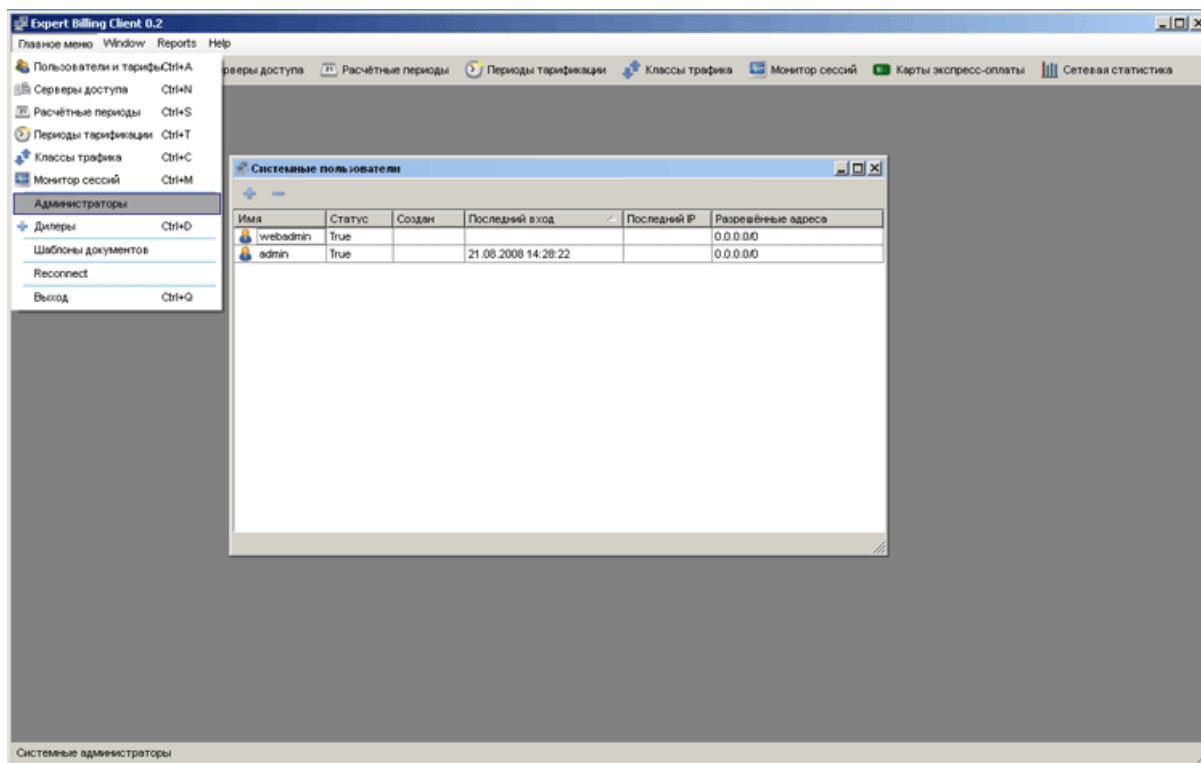 Expert Billing Client 0.2
Главное меню Window Reports Help
Пользователи и тарифы Ctrl+A
рверы доступа Расчётные периоды Периоды тарификации Классы трафика Монитор сессий Карты экспресс-оплаты Сетевая статистика
Серверы доступа Ctrl+N
Расчётные периоды Ctrl+S
Периоды тарификации Ctrl+T
Классы трафика Ctrl+C
Монитор сессий Ctrl+M
Администраторы
Дилеры Ctrl+D
Шаблоны документов
Reconnect
Выход Ctrl+Q
Системные пользователи
Имя Статус Создан Последний вход Последний IP Разрешённые адреса
webadmin True 0.0.0.0/0
admin True 21.08.2008 14:28:22 0.0.0.0/0
Системные администраторы